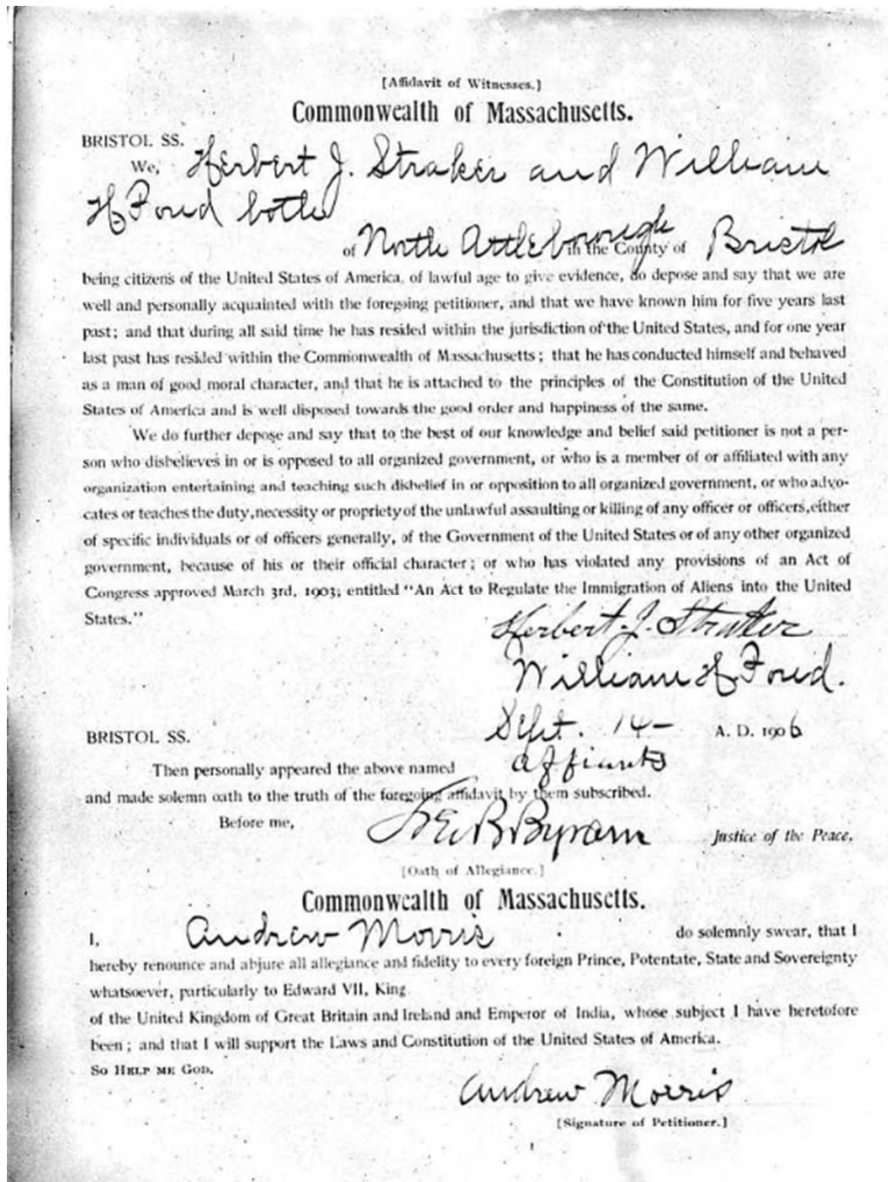 [Affidavit of Witnesses.]
Commonwealth of Massachusetts.
BRISTOL SS.
We, Herbert J. Straker and William
H Foud both
of North Attleborough in the County of Bristol
being citizens of the United States of America, of lawful age to give evidence, do depose and say that we are
well and personally acquainted with the foregoing petitioner, and that we have known him for five years last
past; and that during all said time he has resided within the jurisdiction of the United States, and for one year
last past has resided within the Commonwealth of Massachusetts; that he has conducted himself and behaved
as a man of good moral character, and that he is attached to the principles of the Constitution of the United
States of America and is well disposed towards the good order and happiness of the same.
We do further depose and say that to the best of our knowledge and belief said petitioner is not a per-
son who disbelieves in or is opposed to all organized government, or who is a member of or affiliated with any
organization entertaining and teaching such disbelief in or opposition to all organized government, or who advo-
cates or teaches the duty, necessity or propriety of the unlawful assaulting or killing of any officer or officers, either
of specific individuals or of officers generally, of the Government of the United States or of any other organized
government, because of his or their official character; or who has violated any provisions of an Act of
Congress approved March 3rd, 1903; entitled "An Act to Regulate the Immigration of Aliens into the United
States."
Herbert J. Straker
William H. Foud.
BRISTOL SS. Sept. 14- A. D. 1906
Then personally appeared the above named affiants
and made solemn oath to the truth of the foregoing affidavit by them subscribed.
Before me, Byram Justice of the Peace.
[Oath of Allegiance.]
Commonwealth of Massachusetts.
I, Andrew Morris do solemnly swear, that I
hereby renounce and abjure all allegiance and fidelity to every foreign Prince, Potentate, State and Sovereignty
whatsoever, particularly to Edward VII, King
of the United Kingdom of Great Britain and Ireland and Emperor of India, whose subject I have heretofore
been; and that I will support the Laws and Constitution of the United States of America.
SO HELP ME GOD.
Andrew Morris
[Signature of Petitioner.]